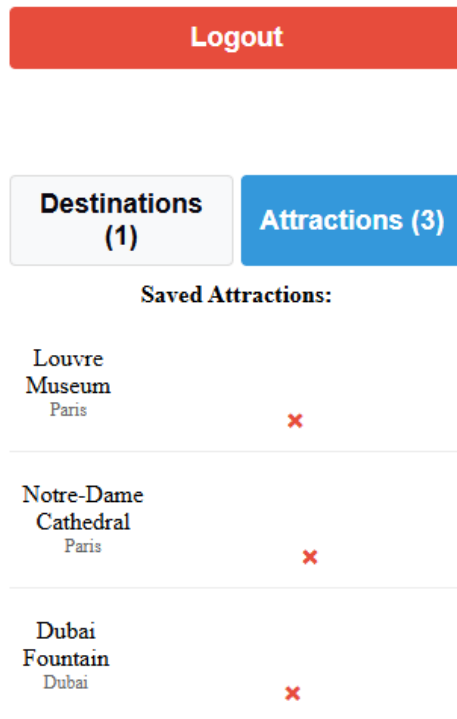 Logout
Destinations
(1)
Attractions (3)
Saved Attractions:
Louvre
Museum
Paris
Notre-Dame
Cathedral
Paris
Dubai
Fountain
Dubai